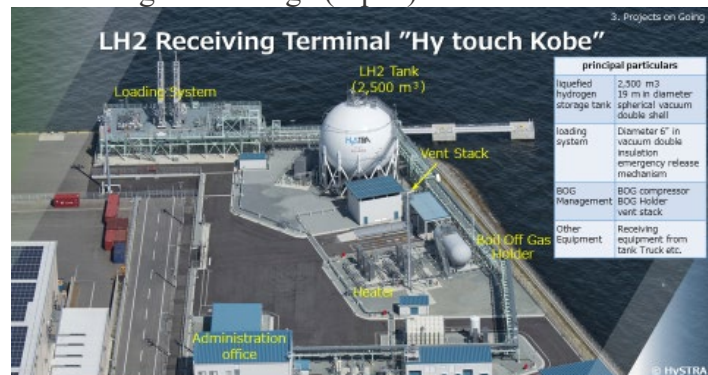 3. Projects on Going
LH2 Receiving Terminal "Hy touch Kobe"
Loading System
LH2 Tank
(2,500 m³)
HySTRA
Vent Stack
Boil Off Gas
Holder
Heater
Administration
office
principal particulars
liquefied
hydrogen
storage tank
2,500 m3
19 m in diameter
spherical vacuum
double shell
loading
system
Diameter 6" in
vacuum double
insulation
emergency release
mechanism
BOG
Management
BOG compressor
BOG Holder
vent stack
Other
Equipment
Receiving
equipment from
tank Truck etc.
© HySTRA